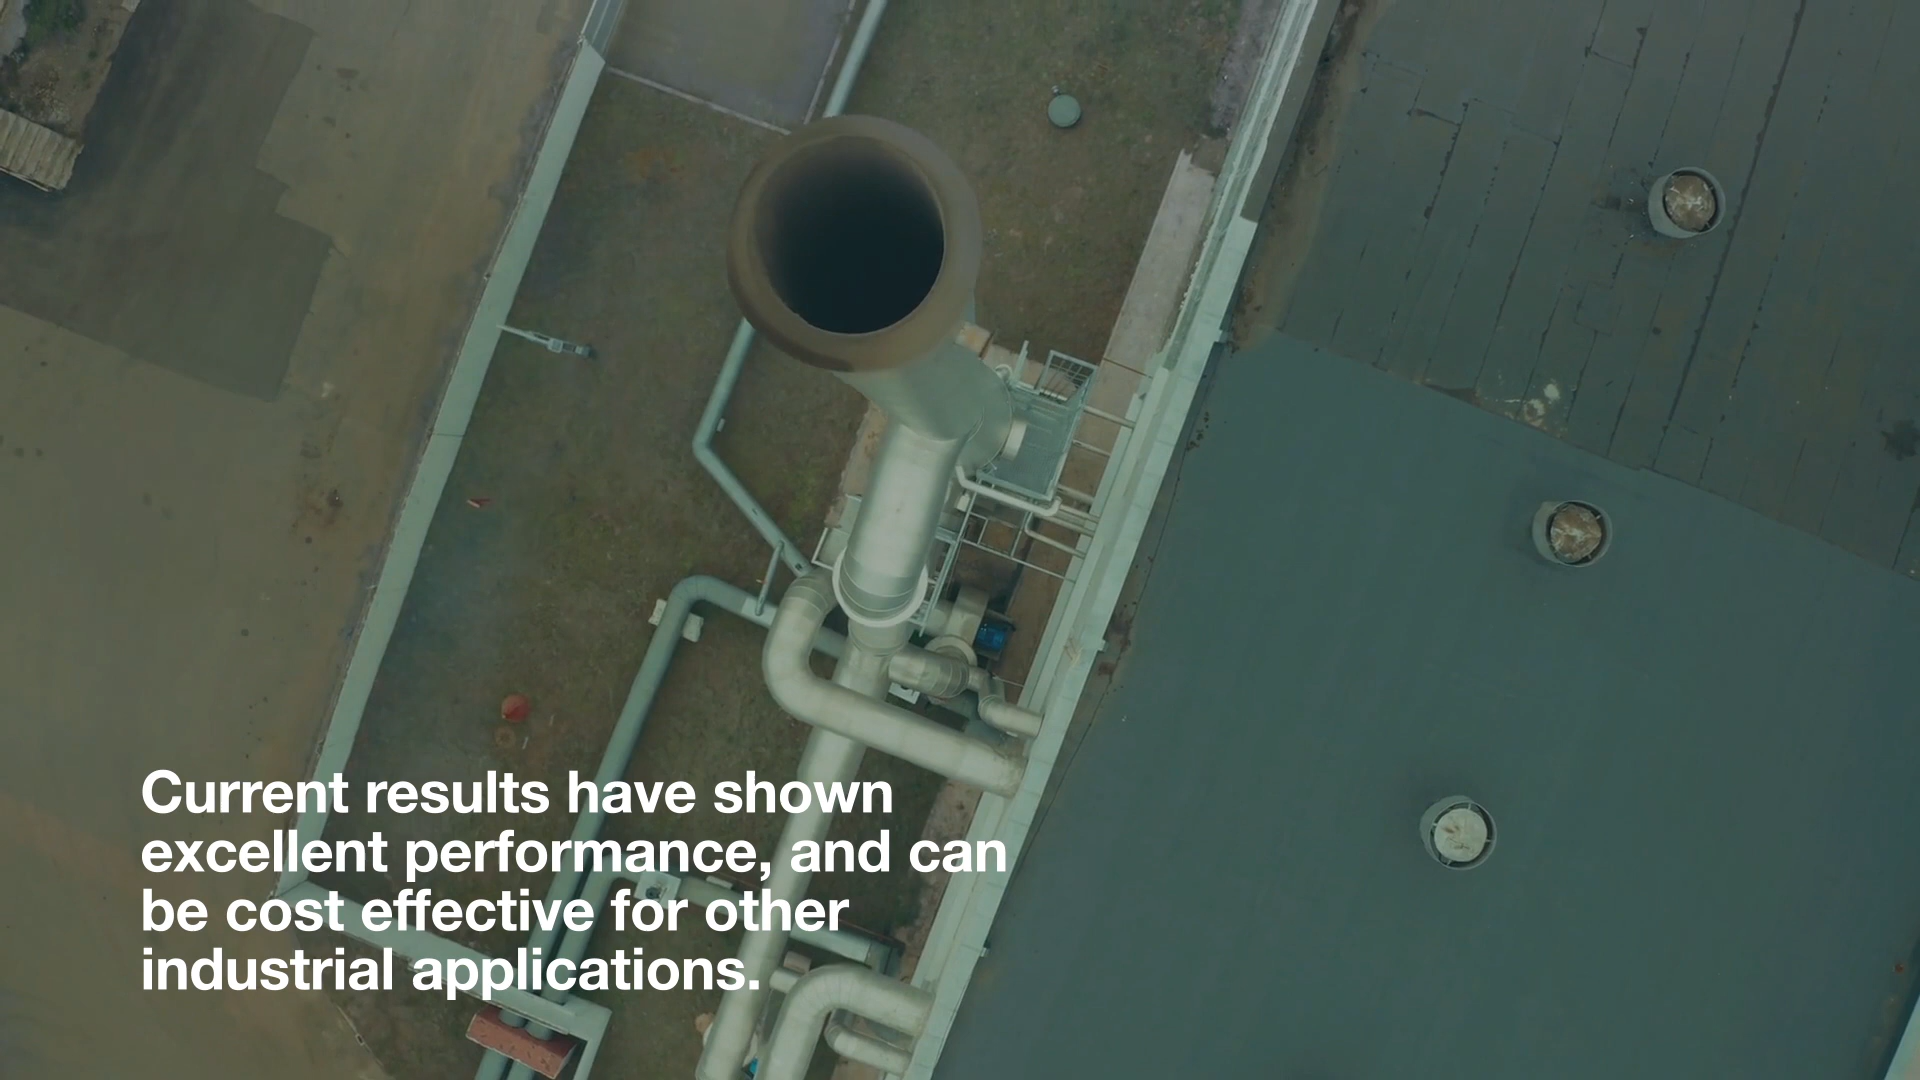 Current results have shown
excellent performance, and can
be cost effective for other
industrial applications.